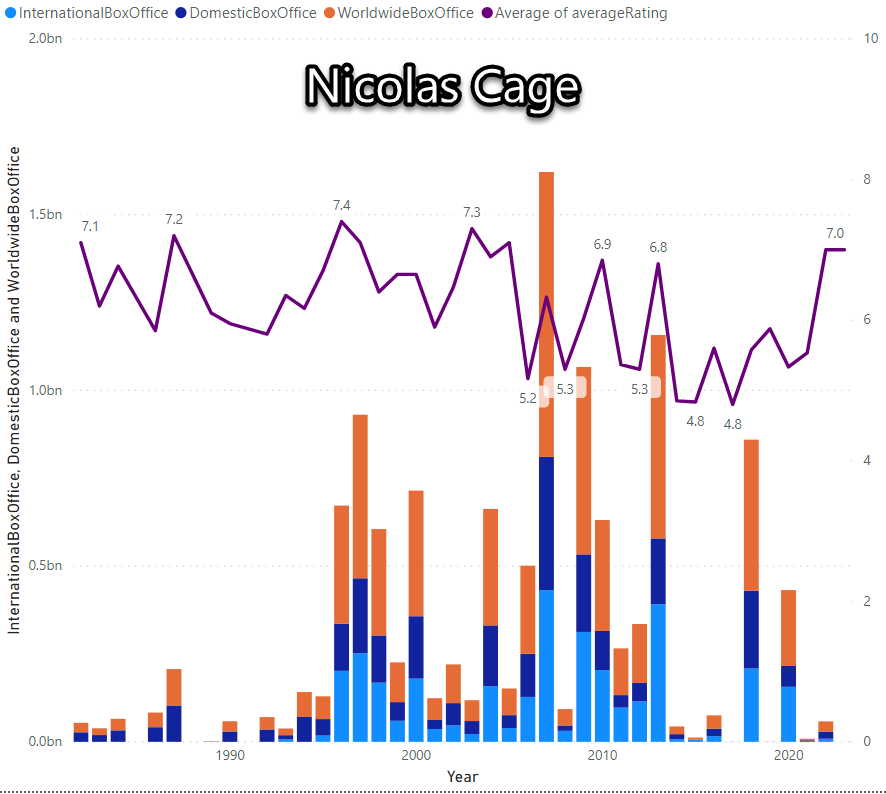 InternationalBoxOffice DomesticBoxOffice WorldwideBoxOffice Average of averageRating
2.0bn 10
Nicolas Cage
8
1.5bn
7.1 7.2 7.4 7.3 6.9 6.8 7.0
6
1.0bn
5.2 5.3 5.3 4.8 4.8
4
0.5bn
2
0.0bn 0
1990 2000 2010 2020
Year
InternationalBoxOffice, DomesticBoxOffice and WorldwideBoxOffice